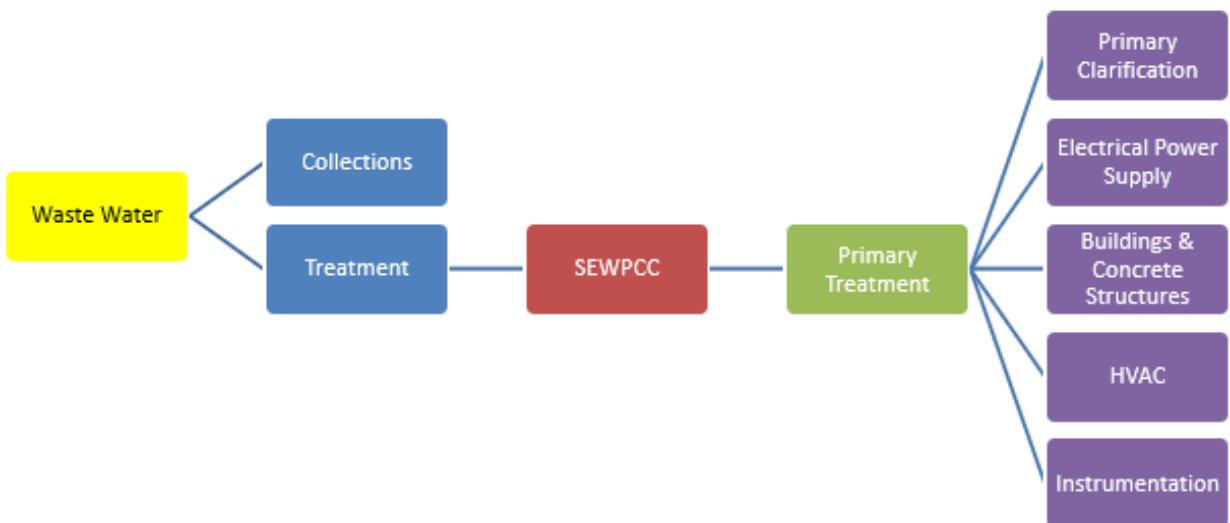 Waste Water
Collections
Treatment
SEWPCC
Primary
Treatment
Primary
Clarification
Electrical Power
Supply
Buildings &
Concrete
Structures
HVAC
Instrumentation